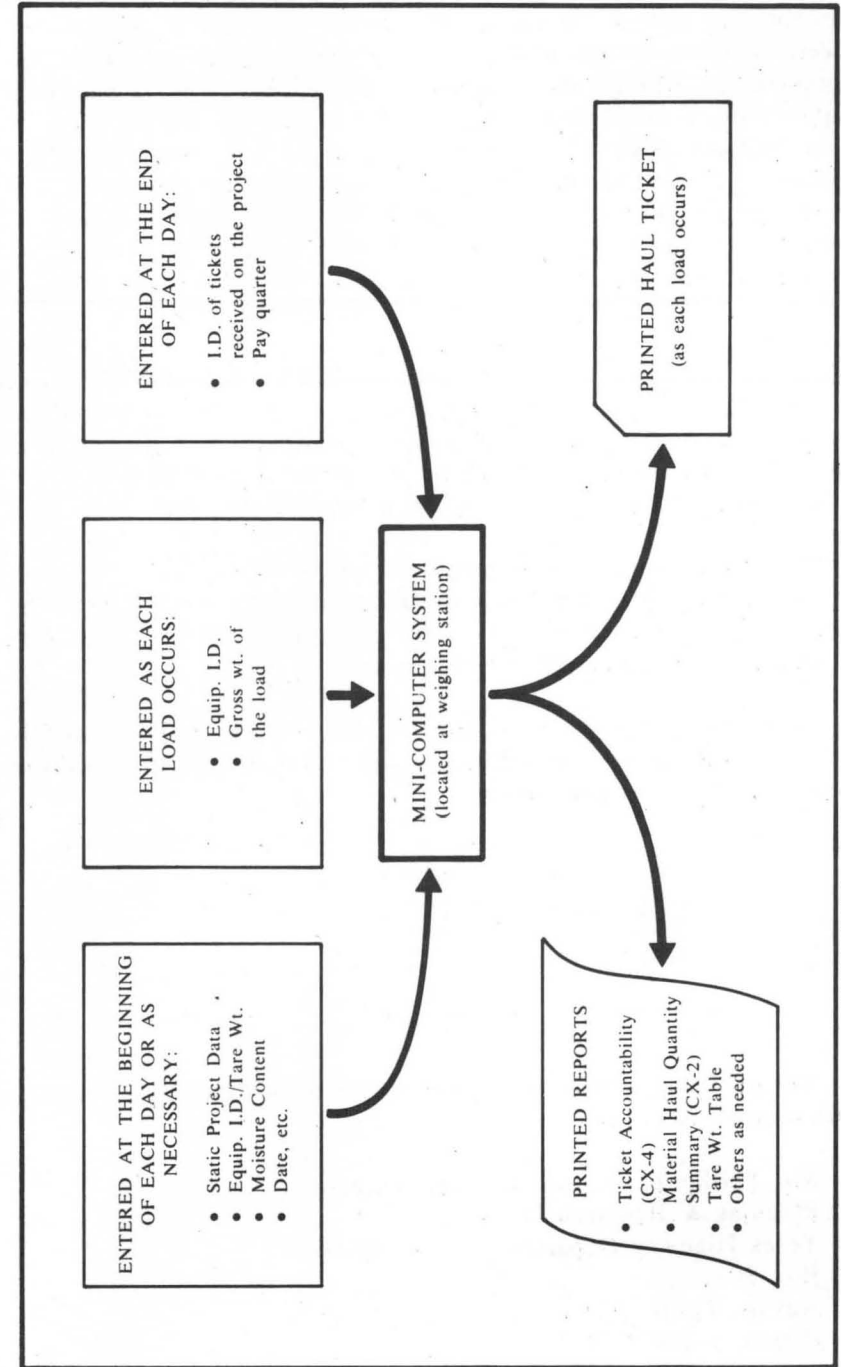 ENTERED AT THE BEGINNING
OF EACH DAY OR AS
NECESSARY:
• Static Project Data
• Equip. I.D./Tare Wt.
• Moisture Content
• Date, etc.
ENTERED AS EACH
LOAD OCCURS:
• Equip. I.D.
• Gross wt. of
the load
ENTERED AT THE END
OF EACH DAY:
• I.D. of tickets
received on the project
• Pay quarter
MINI-COMPUTER SYSTEM
(located at weighing station)
PRINTED REPORTS
• Ticket Accountability
(CX-4)
• Material Haul Quantity
Summary (CX-2)
• Tare Wt. Table
• Others as needed
PRINTED HAUL TICKET
(as each load occurs)